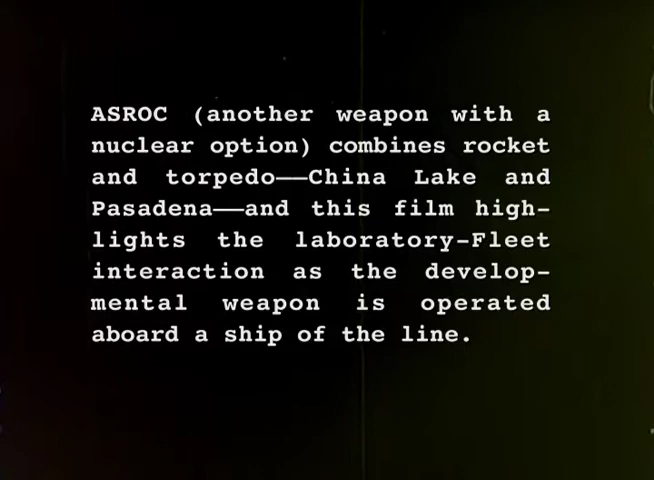 ASROC (another weapon with a
nuclear option) combines rocket
and torpedo——China Lake and
Pasadena——and this film high-
lights the laboratory-Fleet
interaction as the develop-
mental weapon is operated
aboard a ship of the line.